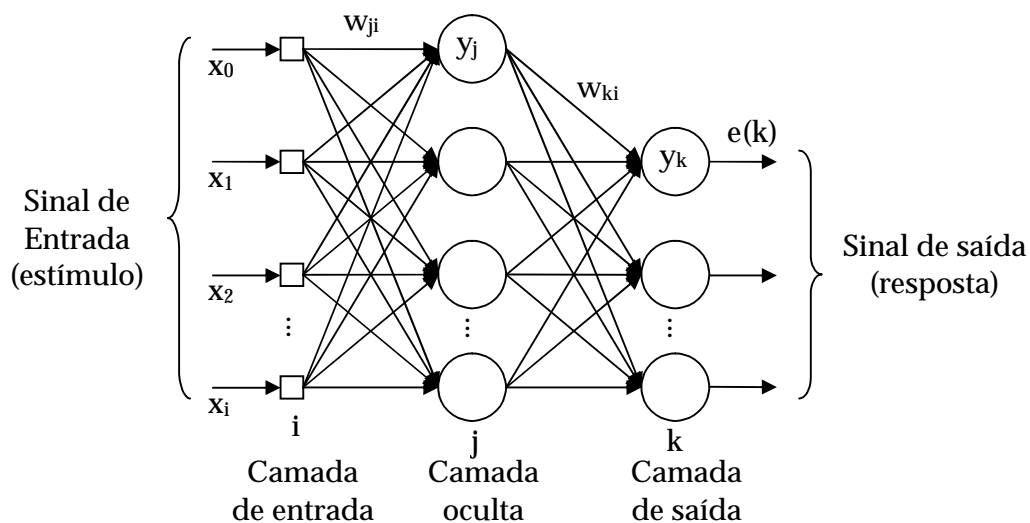 w_ji
y_j
x_0
w_ki
e(k)
x_1
y_k
Sinal de
Entrada
(estímulo)
Sinal de saída
(resposta)
x_2
...
...
...
x_i
i
j
k
Camada
de entrada
Camada
oculta
Camada
de saída